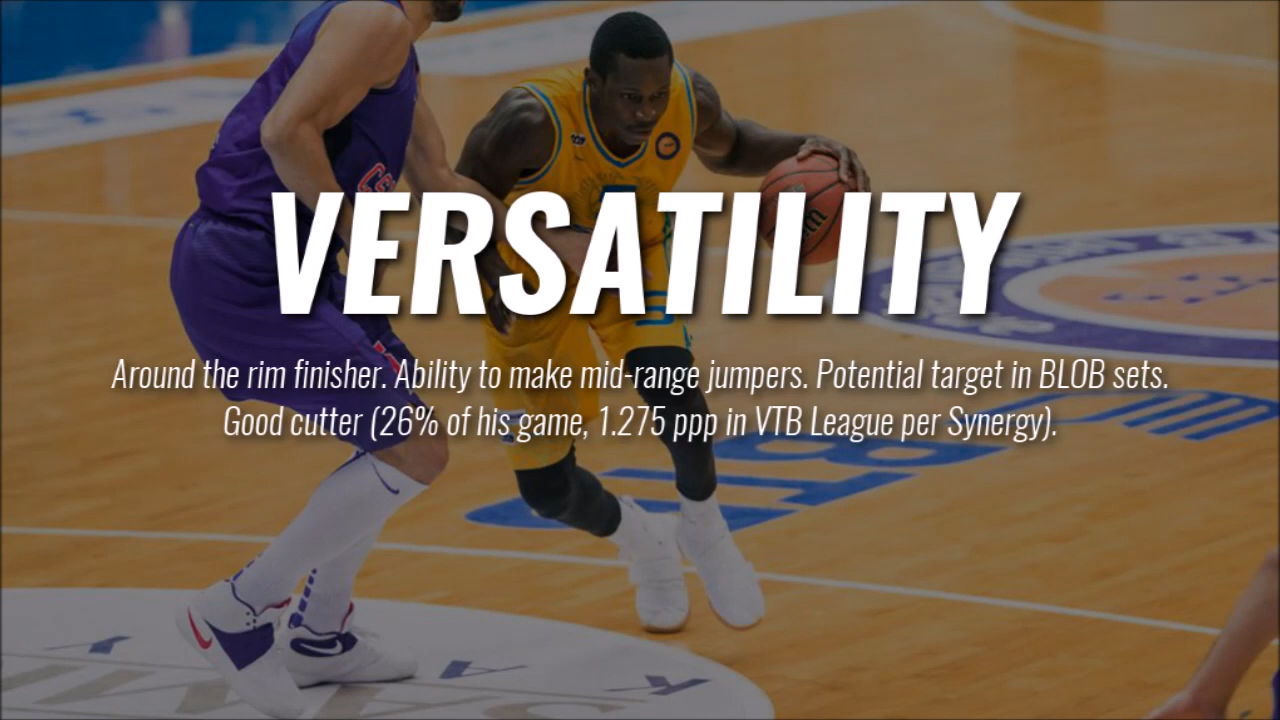 VERSATILITY
Around the rim finisher. Ability to make mid-range jumpers. Potential target in BLOB sets.
Good cutter (26% of his game, 1.275 ppp in VTB League per Synergy).